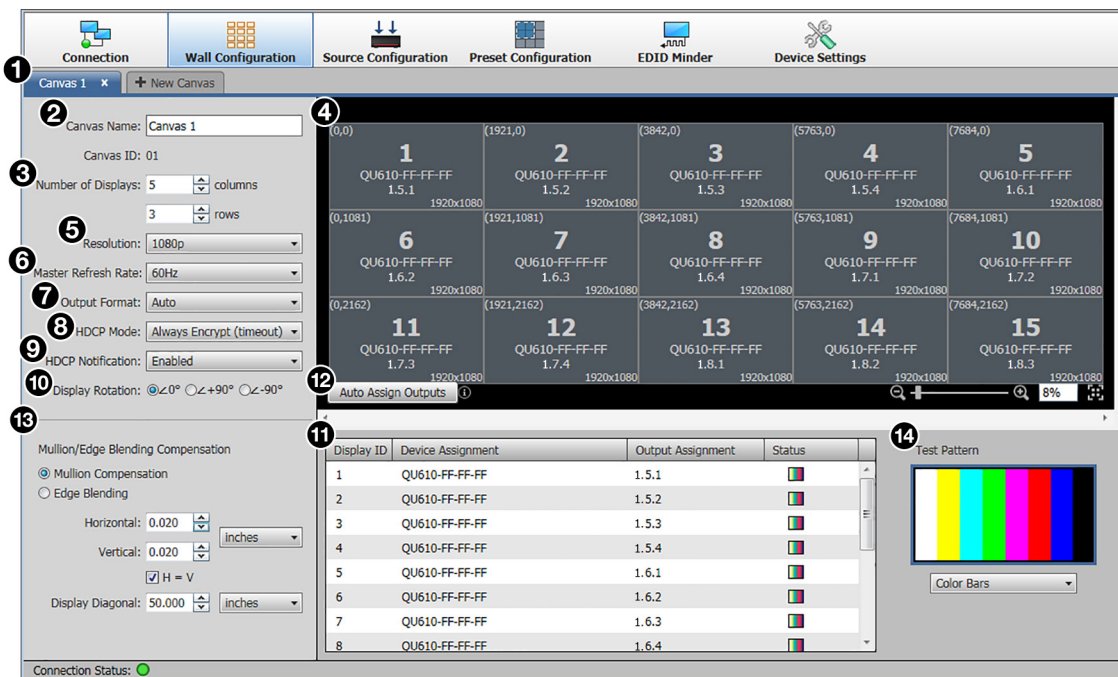 Connection
Wall Configuration
Source Configuration
Preset Configuration
EDID Minder
Device Settings
1
Canvas 1 x
+ New Canvas
2
Canvas Name: Canvas 1
Canvas ID: 01
3
Number of Displays: 5 columns
3 rows
5
Resolution: 1080p
6
Master Refresh Rate: 60Hz
7
Output Format: Auto
8
HDCP Mode: Always Encrypt (timeout)
9
HDCP Notification: Enabled
10
Display Rotation: ∠0° ∠+90° ∠-90°
4
(0,0) (1921,0) (3842,0) (5763,0) (7684,0)
1 2 3 4 5
QU610-FF-FF-FF QU610-FF-FF-FF QU610-FF-FF-FF QU610-FF-FF-FF QU610-FF-FF-FF
1.5.1 1.5.2 1.5.3 1.5.4 1.6.1
1920x1080 1920x1080 1920x1080 1920x1080 1920x1080
(0,1081) (1921,1081) (3842,1081) (5763,1081) (7684,1081)
6 7 8 9 10
QU610-FF-FF-FF QU610-FF-FF-FF QU610-FF-FF-FF QU610-FF-FF-FF QU610-FF-FF-FF
1.6.2 1.6.3 1.6.4 1.7.1 1.7.2
1920x1080 1920x1080 1920x1080 1920x1080 1920x1080
(0,2162) (1921,2162) (3842,2162) (5763,2162) (7684,2162)
11 12 13 14 15
QU610-FF-FF-FF QU610-FF-FF-FF QU610-FF-FF-FF QU610-FF-FF-FF QU610-FF-FF-FF
1.7.3 1.7.4 1.8.1 1.8.2 1.8.3
1920x1080 1920x1080 1920x1080 1920x1080 1920x1080
12
Auto Assign Outputs
8%
13
Mullion/Edge Blending Compensation
Mullion Compensation
Edge Blending
Horizontal: 0.020
inches
Vertical: 0.020
H = V
Display Diagonal: 50.000 inches
11
Display ID Device Assignment Output Assignment Status
1 QU610-FF-FF-FF 1.5.1
2 QU610-FF-FF-FF 1.5.2
3 QU610-FF-FF-FF 1.5.3
4 QU610-FF-FF-FF 1.5.4
5 QU610-FF-FF-FF 1.6.1
6 QU610-FF-FF-FF 1.6.2
7 QU610-FF-FF-FF 1.6.3
8 QU610-FF-FF-FF 1.6.4
14
Test Pattern
Color Bars
Connection Status: